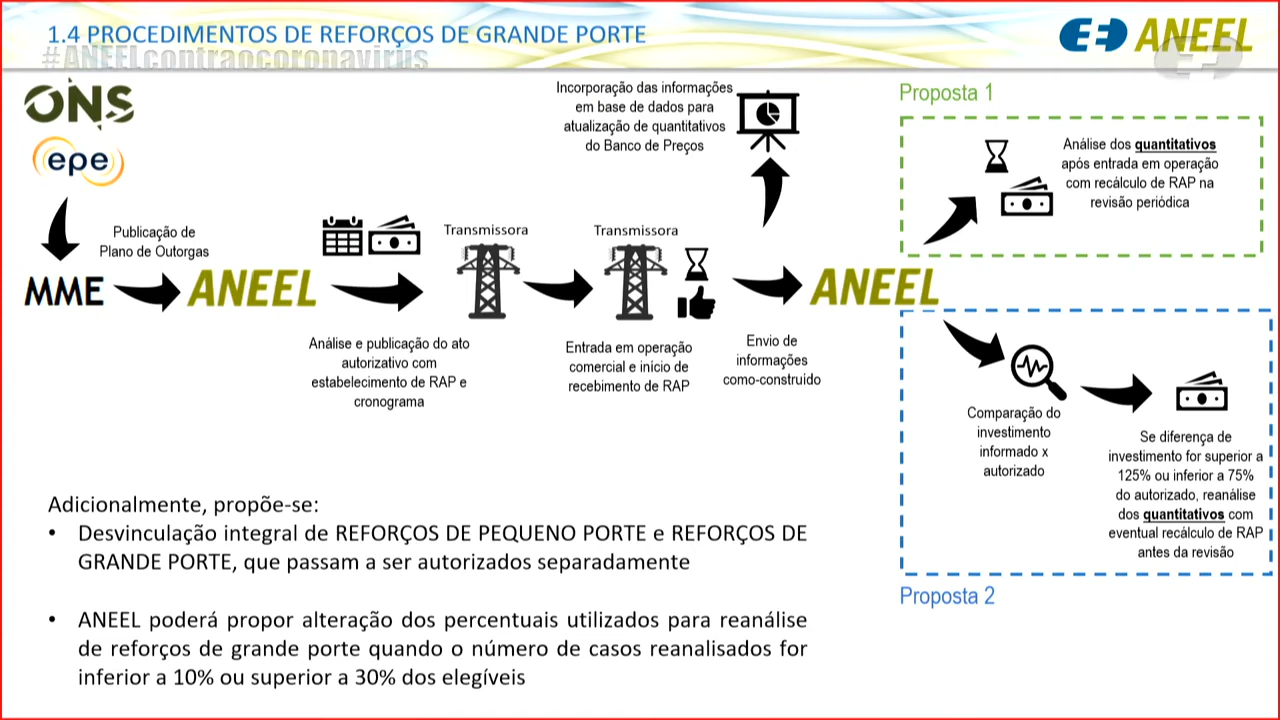 1.4 PROCEDIMENTOS DE REFORÇOS DE GRANDE PORTE
#ANEELcontraocoronavirus
ANEEL
ONS
epe
MME
Publicação de
Plano de Outorgas
ANEEL
Análise e publicação do ato
autorizativo com
estabelecimento de RAP e
cronograma
Transmissora
Transmissora
Entrada em operação
comercial e início de
recebimento de RAP
Incorporação das informações
em base de dados para
atualização de quantitativos
do Banco de Preços
Envio de
informações
como-construído
ANEEL
Proposta 1
Análise dos quantitativos
após entrada em operação
com recálculo de RAP na
revisão periódica
Comparação do
investimento
informado x
autorizado
Se diferença de
investimento for superior a
125% ou inferior a 75%
do autorizado, reanálise
dos quantitativos com
eventual recálculo de RAP
antes da revisão
Proposta 2
Adicionalmente, propõe-se:
• Desvinculação integral de REFORÇOS DE PEQUENO PORTE e REFORÇOS DE
GRANDE PORTE, que passam a ser autorizados separadamente
• ANEEL poderá propor alteração dos percentuais utilizados para reanálise
de reforços de grande porte quando o número de casos reanalisados for
inferior a 10% ou superior a 30% dos elegíveis